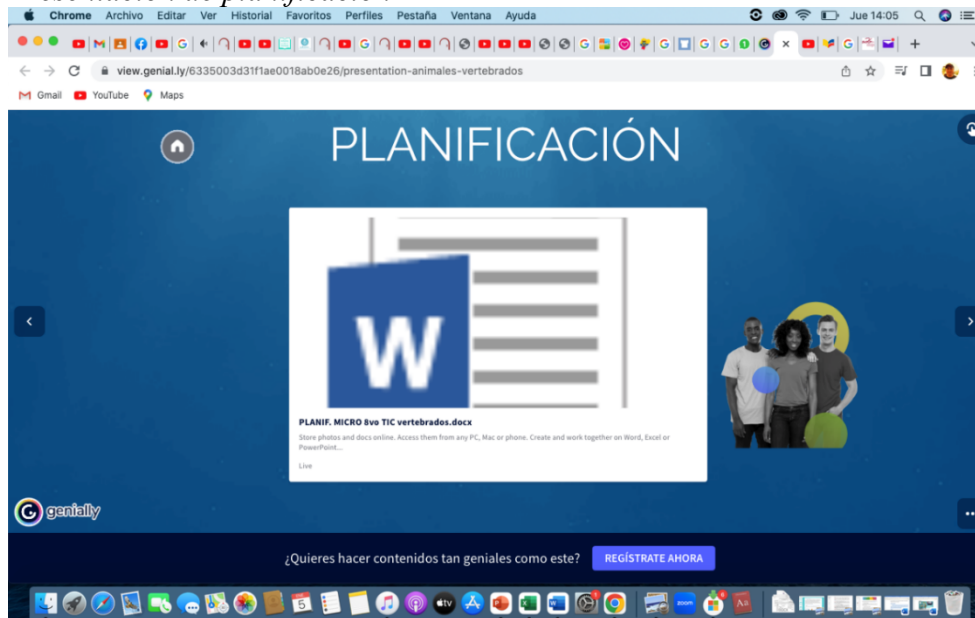 Chrome Archivo Editar Ver Historial Favoritos Perfiles Pestaña Ventana Ayuda
Jue 14:05
view.genial.ly/6335003d31f1ae0018ab0e26/presentation-animales-vertebrados
Gmail YouTube Maps
PLANIFICACIÓN
W
PLANIF. MICRO 8vo TIC vertebrados.docx
Store photos and docs online. Access them from any PC, Mac or phone. Create and work together on Word, Excel or
PowerPoint...
Live
genially
¿Quieres hacer contenidos tan geniales como este? REGÍSTRATE AHORA